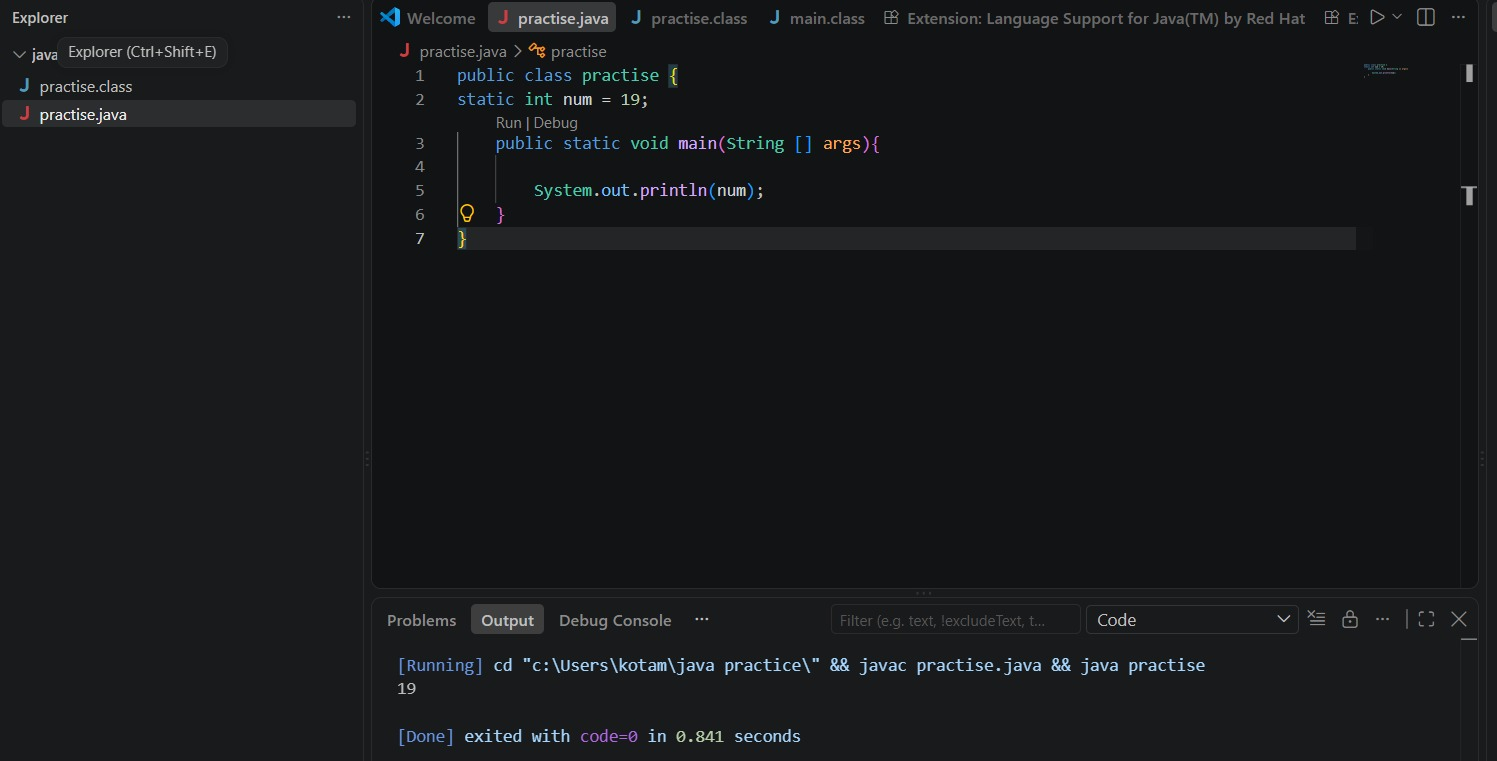 Explorer ···
java
Explorer (Ctrl+Shift+E)
practise.class
practise.java
Welcome practise.java practise.class main.class Extension: Language Support for Java(TM) by Red Hat E:
practise.java > practise
1 public class practise {
2 static int num = 19;
Run | Debug
3 public static void main(String [] args){
4
5 System.out.println(num);
6 }
7 }
Problems Output Debug Console ··· Filter (e.g. text, !excludeText, t... Code
[Running] cd "c:\Users\kotam\java practice\" && javac practise.java && java practise
19
[Done] exited with code=0 in 0.841 seconds